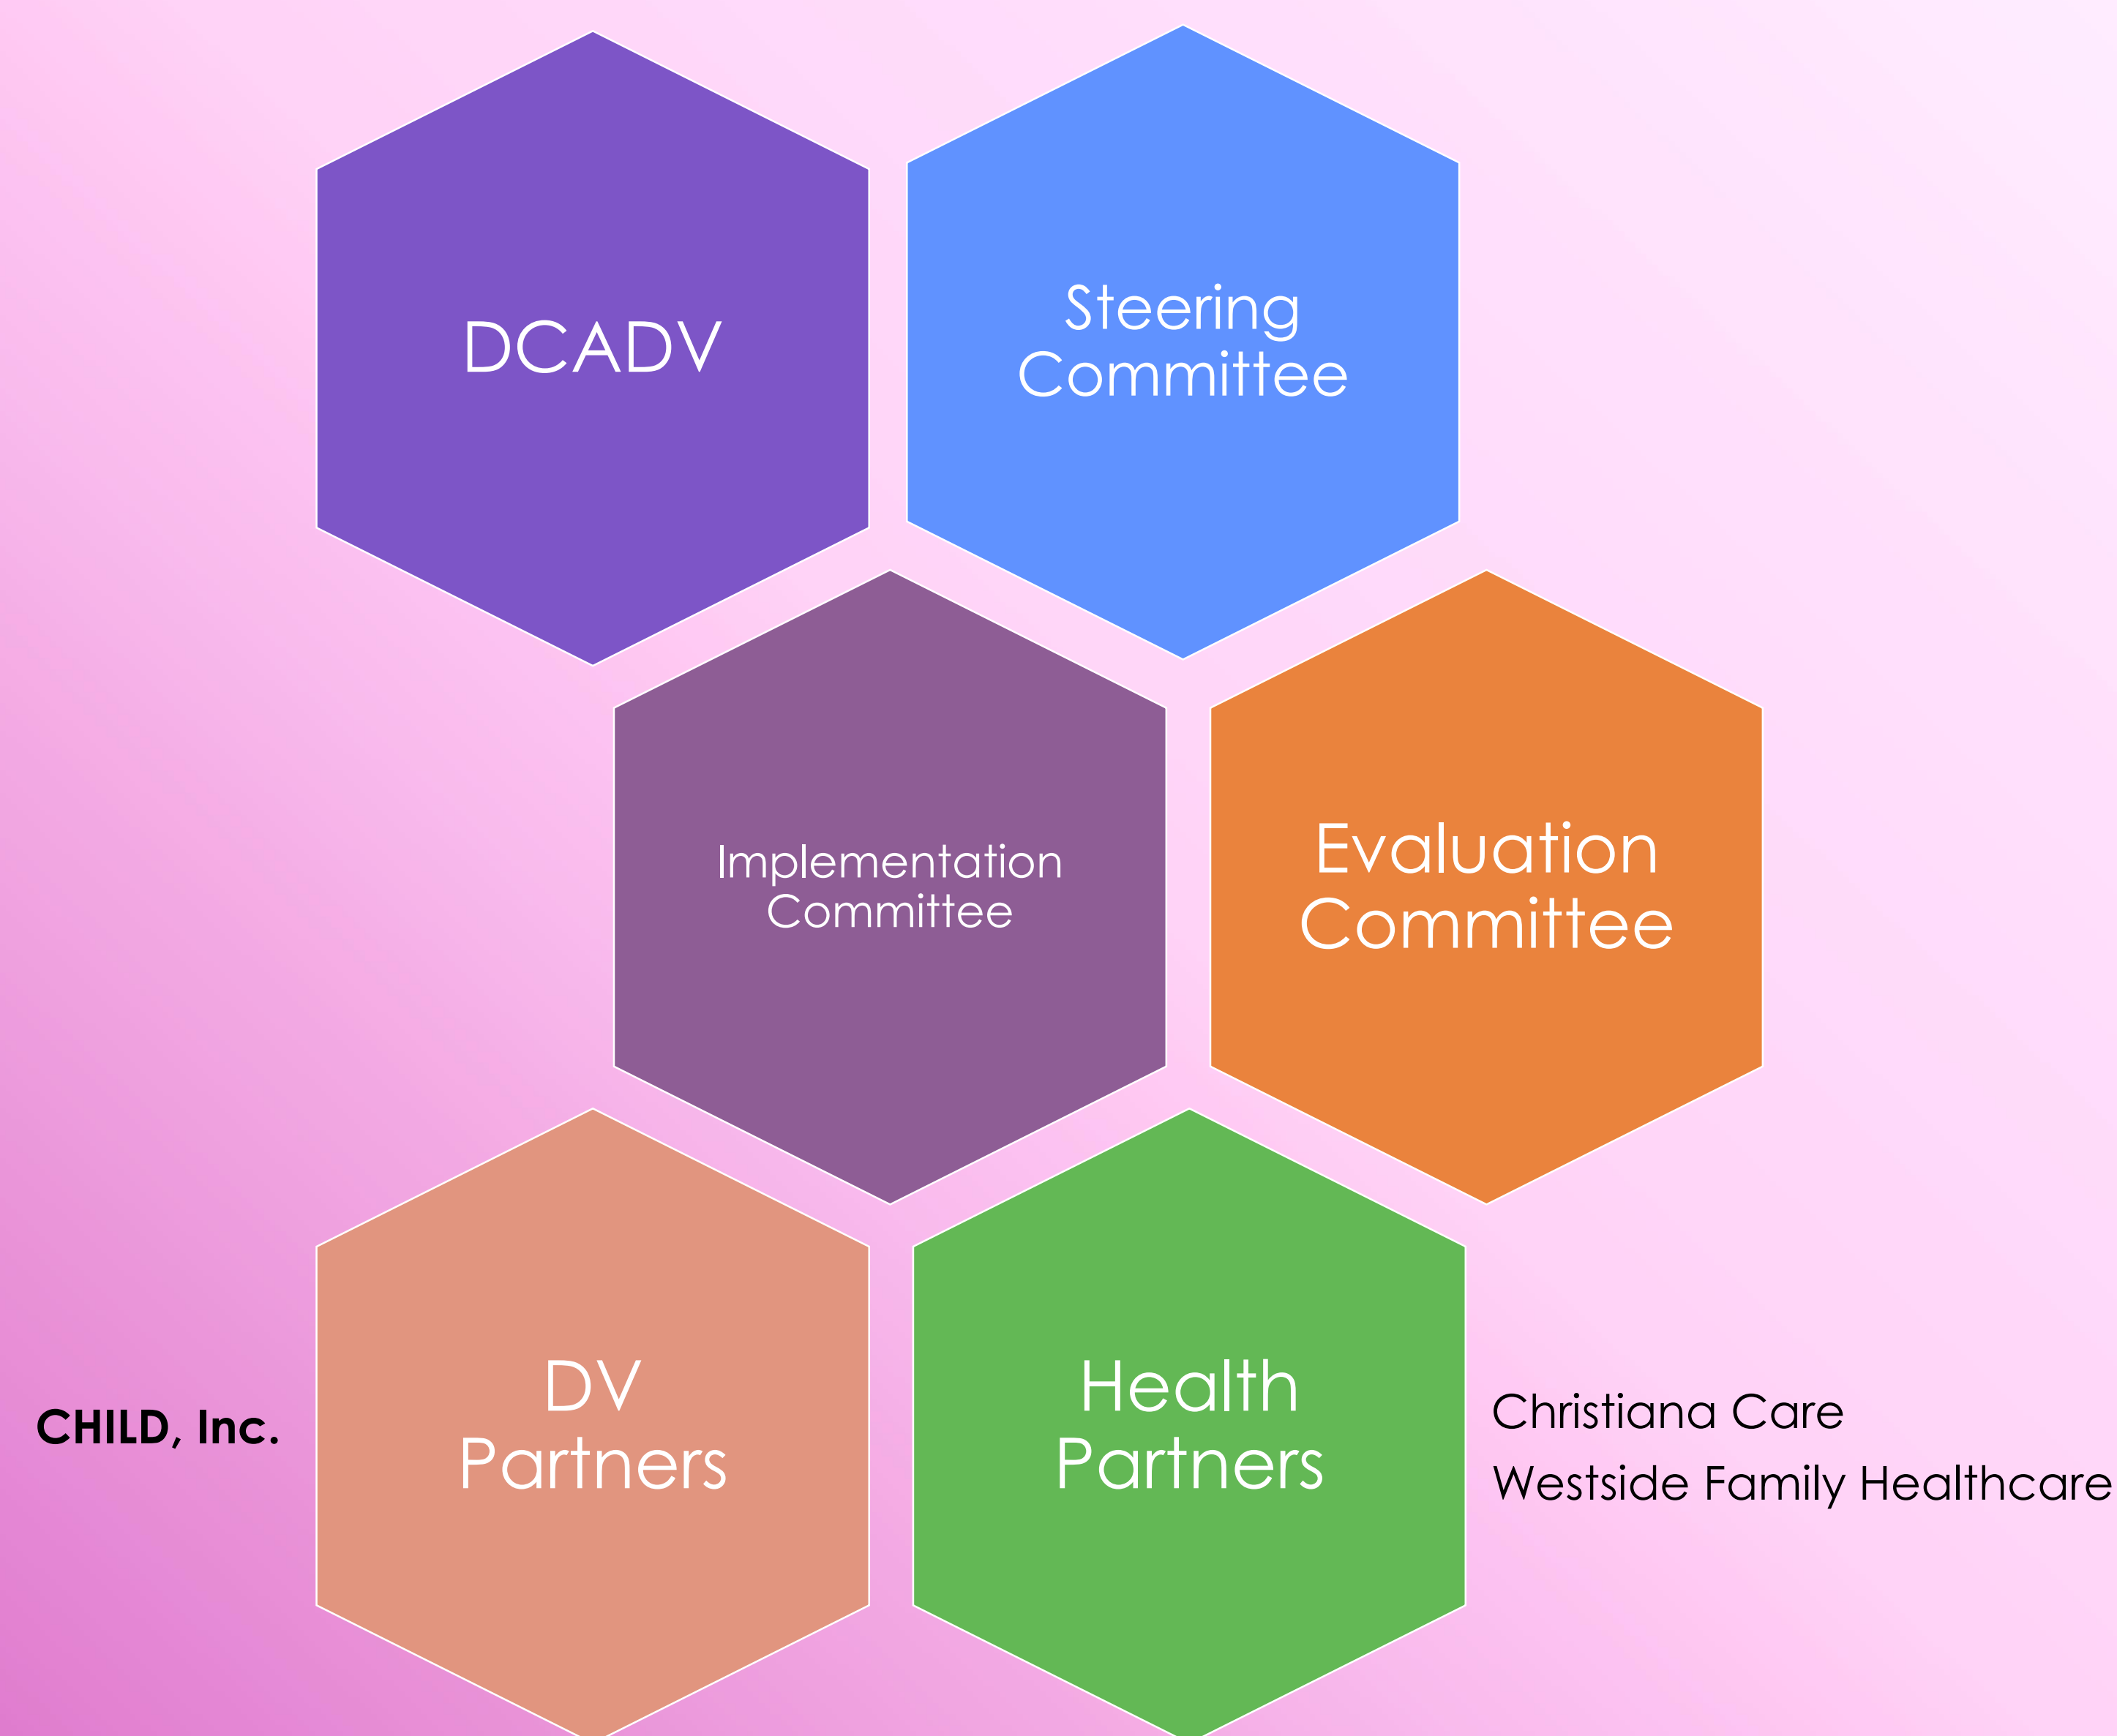 DCADV
Steering
Committee
Implementation
Committee
Evaluation
Committee
CHILD, Inc.
DV
Partners
Health
Partners
Christiana Care
Westside Family Healthcare